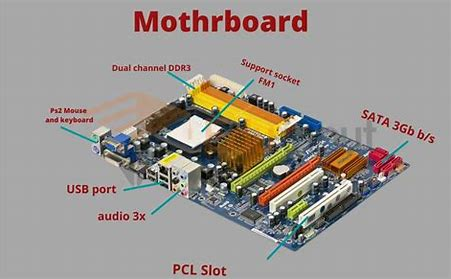 Mothrboard
Dual channel DDR3
Support socket
FM1
Ps2 Mouse
and keyboard
SATA 3Gb b/s
USB port
audio 3x
PCL Slot